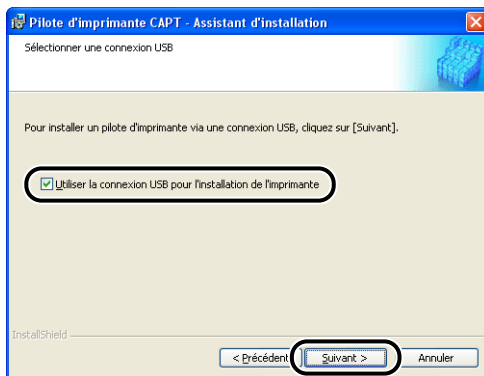 Pilote d'imprimante CAPT - Assistant d'installation
Sélectionner une connexion USB
Pour installer un pilote d'imprimante via une connexion USB, cliquez sur [Suivant].
Utiliser la connexion USB pour l'installation de l'imprimante
InstallShield
< Précédent Suivant > Annuler